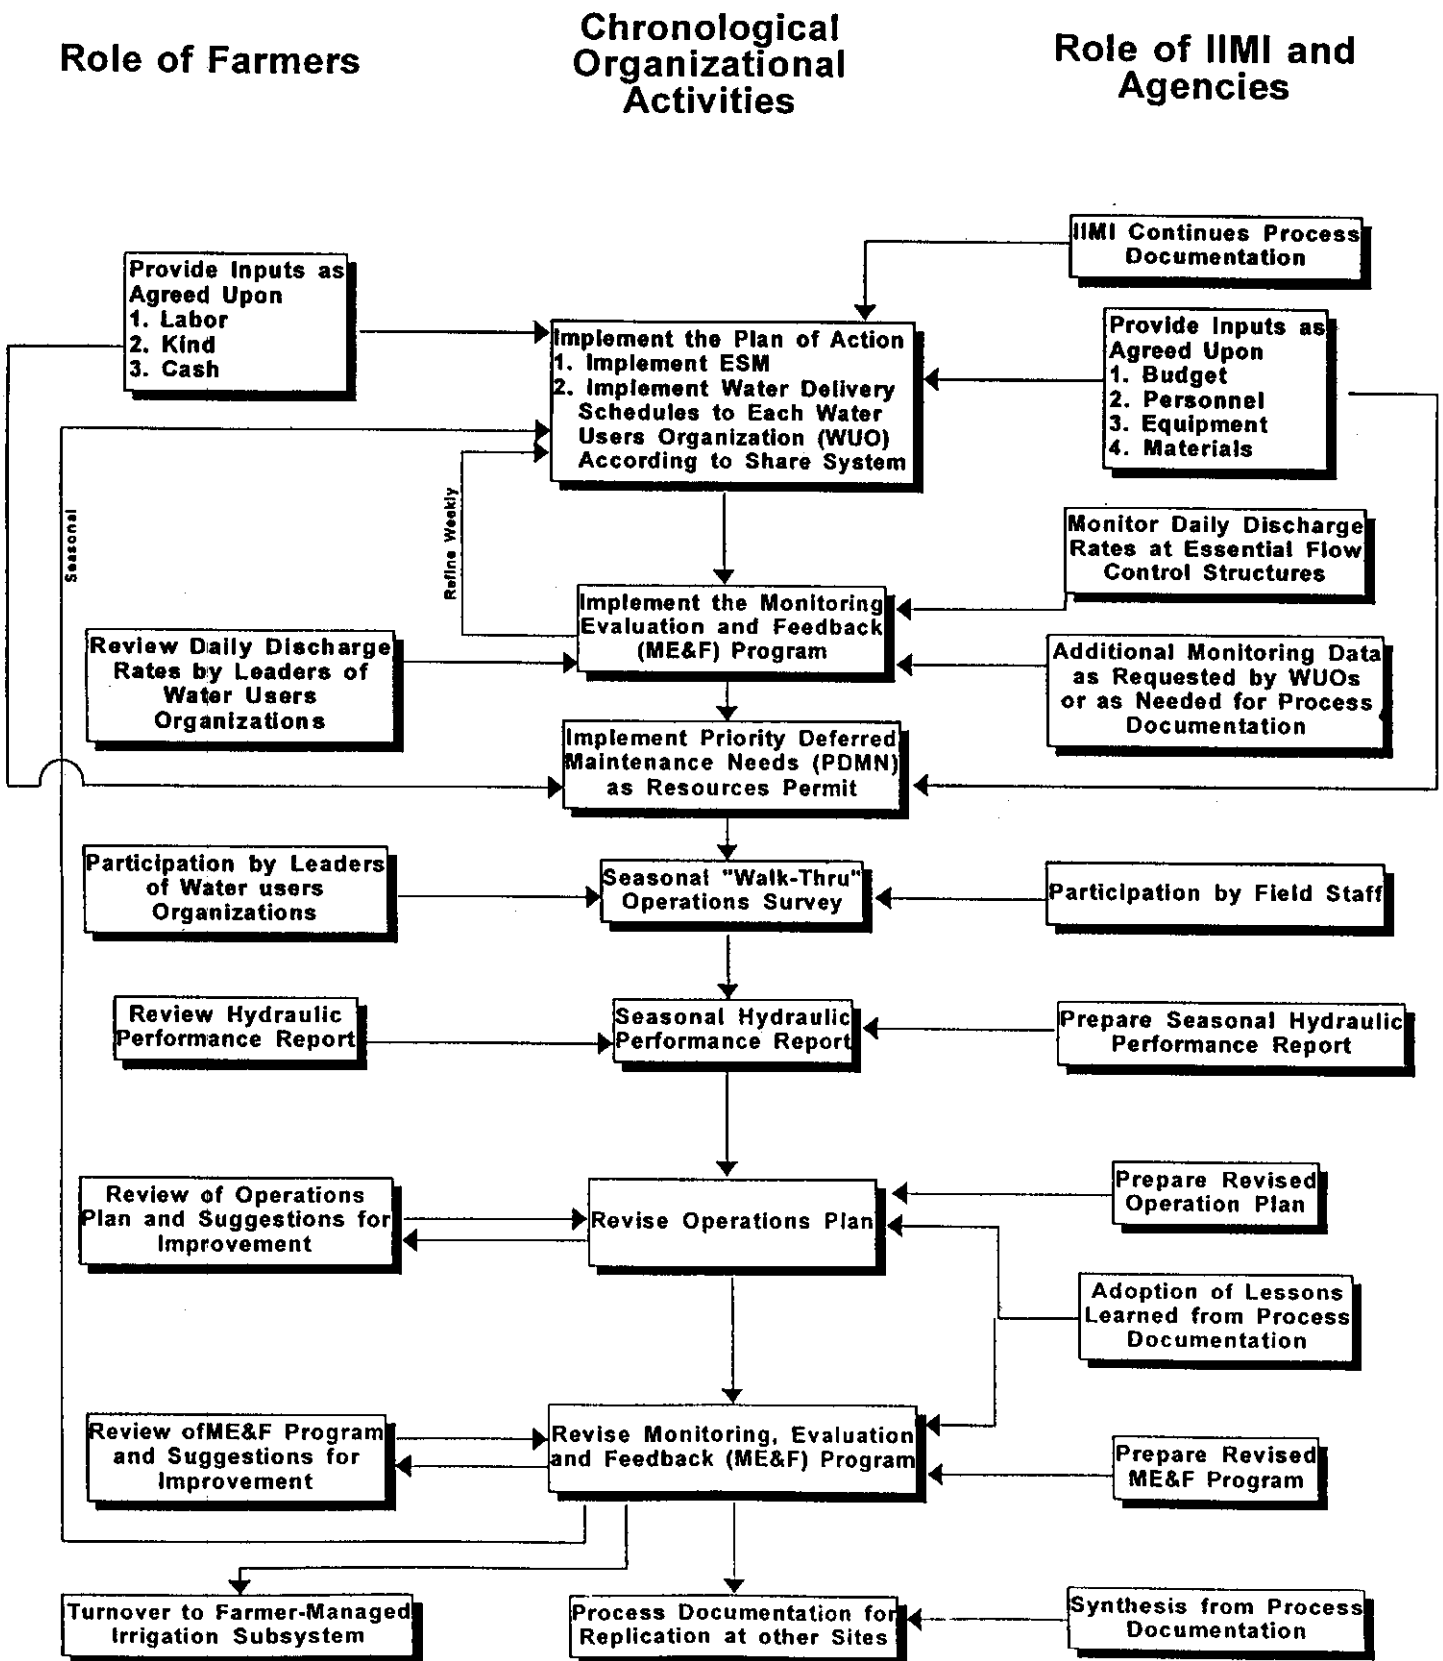 Role of Farmers
Chronological
Organizational
Activities
Role of IIMI and
Agencies
IIMI Continues Process
Documentation
Provide Inputs as
Agreed Upon
1. Labor
2. Kind
3. Cash
Implement the Plan of Action
1. Implement ESM
2. Implement Water Delivery
Schedules to Each Water
Users Organization (WUO)
According to Share System
Provide Inputs as
Agreed Upon
1. Budget
2. Personnel
3. Equipment
4. Materials
Seasonal
Refine Weekly
Monitor Daily Discharge
Rates at Essential Flow
Control Structures
Implement the Monitoring
Evaluation and Feedback
(ME&F) Program
Review Daily Discharge
Rates by Leaders of
Water Users
Organizations
Additional Monitoring Data
as Requested by WUOs
or as Needed for Process
Documentation
Implement Priority Deferred
Maintenance Needs (PDMN)
as Resources Permit
Participation by Leaders
of Water users
Organizations
Seasonal "Walk-Thru"
Operations Survey
Participation by Field Staff
Review Hydraulic
Performance Report
Seasonal Hydraulic
Performance Report
Prepare Seasonal Hydraulic
Performance Report
Review of Operations
Plan and Suggestions for
Improvement
Revise Operations Plan
Prepare Revised
Operation Plan
Adoption of Lessons
Learned from Process
Documentation
Review ofME&F Program
and Suggestions for
Improvement
Revise Monitoring, Evaluation
and Feedback (ME&F) Program
Prepare Revised
ME&F Program
Turnover to Farmer-Managed
Irrigation Subsystem
Process Documentation for
Replication at other Sites
Synthesis from Process
Documentation